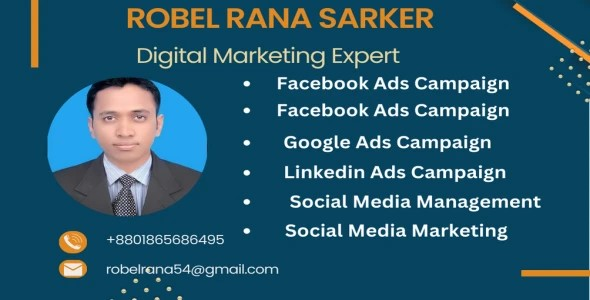 ROBEL RANA SARKER
Digital Marketing Expert
• Facebook Ads Campaign
• Facebook Ads Campaign
• Google Ads Campaign
• Linkedin Ads Campaign
• Social Media Management
• Social Media Marketing
+8801865686495
robelrana54@gmail.com